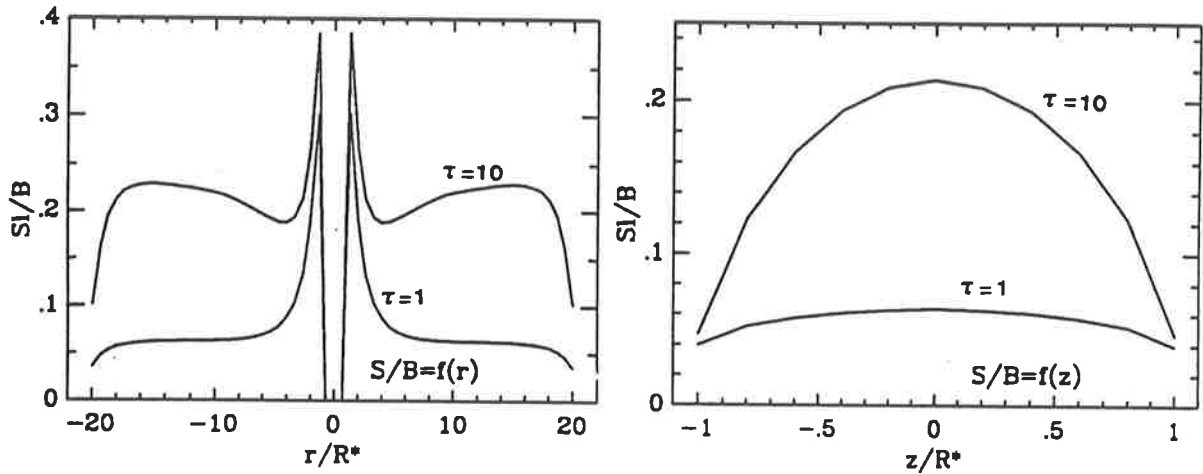 .4
.3
.2
.1
0
Sl/B
τ=10
τ=1
S/B=f(r)
−20
−10
0
10
20
r/R*
.2
.1
0
Sl/B
τ=10
τ=1
S/B=f(z)
−1
−.5
0
.5
1
z/R*